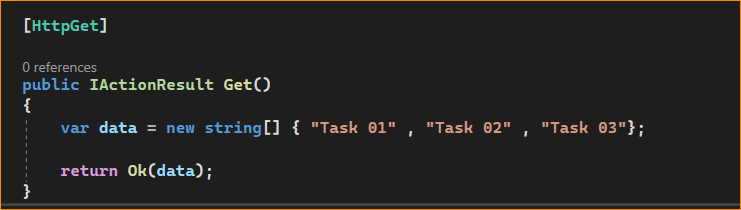 [HttpGet]
0 references
public IActionResult Get()
{
var data = new string[] { "Task 01" , "Task 02" , "Task 03"};
return Ok(data);
}